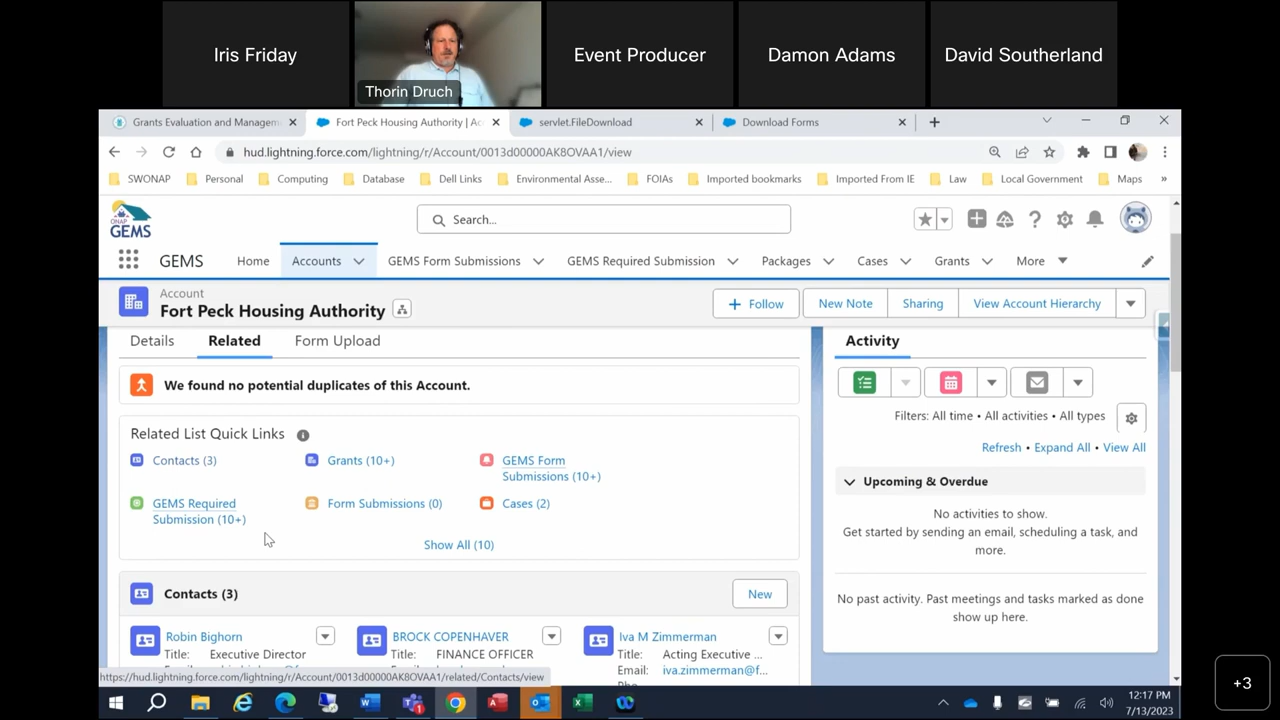 Iris Friday
Thorin Druch
Event Producer
Damon Adams
David Southerland
Grants Evaluation and Managem
Fort Peck Housing Authority | Ac
servlet.FileDownload
Download Forms
hud.lightning.force.com/lightning/r/Account/0013d00000AK8OVAA1/view
SWONAP
Personal
Computing
Database
Dell Links
Environmental Asse...
FOIAs
Imported bookmarks
Imported From IE
Law
Local Government
Maps
»
ONAP
GEMS
Search...
GEMS
Home
Accounts
GEMS Form Submissions
GEMS Required Submission
Packages
Cases
Grants
More
Account
Fort Peck Housing Authority
+ Follow
New Note
Sharing
View Account Hierarchy
Details
Related
Form Upload
We found no potential duplicates of this Account.
Related List Quick Links
Contacts (3)
Grants (10+)
GEMS Form
Submissions (10+)
GEMS Required
Submission (10+)
Form Submissions (0)
Cases (2)
Show All (10)
Contacts (3)
New
Robin Bighorn
Title: Executive Director
BROCK COPENHAVER
Title: FINANCE OFFICER
Iva M Zimmerman
Title: Acting Executive ...
Email: iva.zimmerman@f...
Activity
Filters: All time • All activities • All types
Refresh • Expand All • View All
Upcoming & Overdue
No activities to show.
Get started by sending an email, scheduling a task, and
more.
No past activity. Past meetings and tasks marked as done
show up here.
https://hud.lightning.force.com/lightning/r/Account/0013d00000AK8OVAA1/related/Contacts/view
12:17 PM
7/13/2023
+3